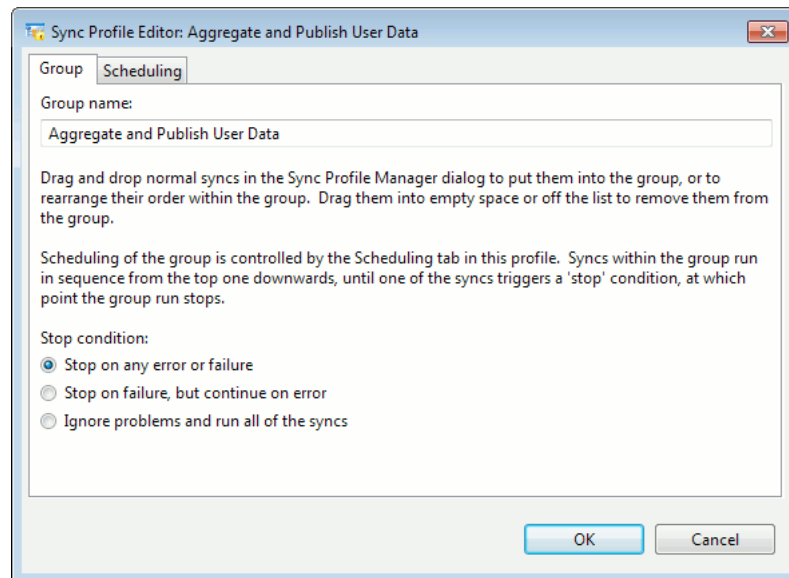 Sync Profile Editor: Aggregate and Publish User Data
Group
Scheduling
Group name:
Aggregate and Publish User Data
Drag and drop normal syncs in the Sync Profile Manager dialog to put them into the group, or to
rearrange their order within the group.  Drag them into empty space or off the list to remove them from
the group.
Scheduling of the group is controlled by the Scheduling tab in this profile.  Syncs within the group run
in sequence from the top one downwards, until one of the syncs triggers a 'stop' condition, at which
point the group run stops.
Stop condition:
Stop on any error or failure
Stop on failure, but continue on error
Ignore problems and run all of the syncs
OK
Cancel